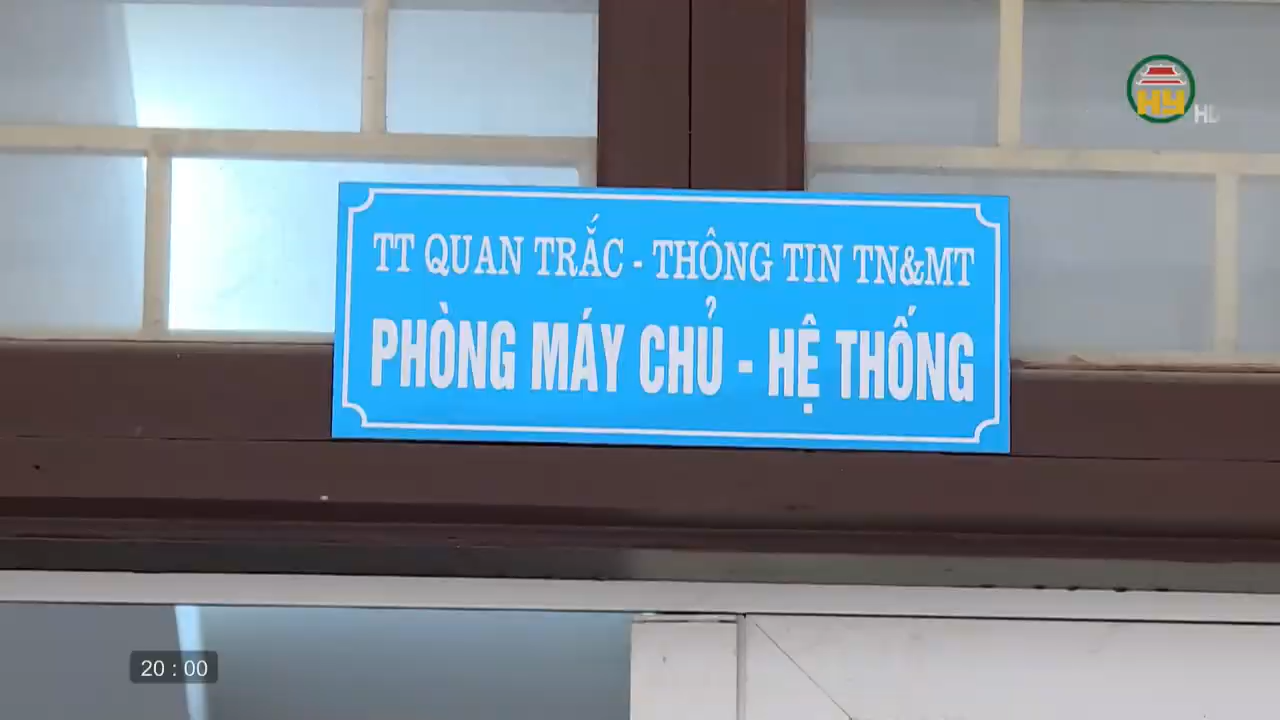 HY HD
TT QUAN TRẮC - THÔNG TIN TN&MT
PHÒNG MÁY CHỦ - HỆ THỐNG
20 : 00